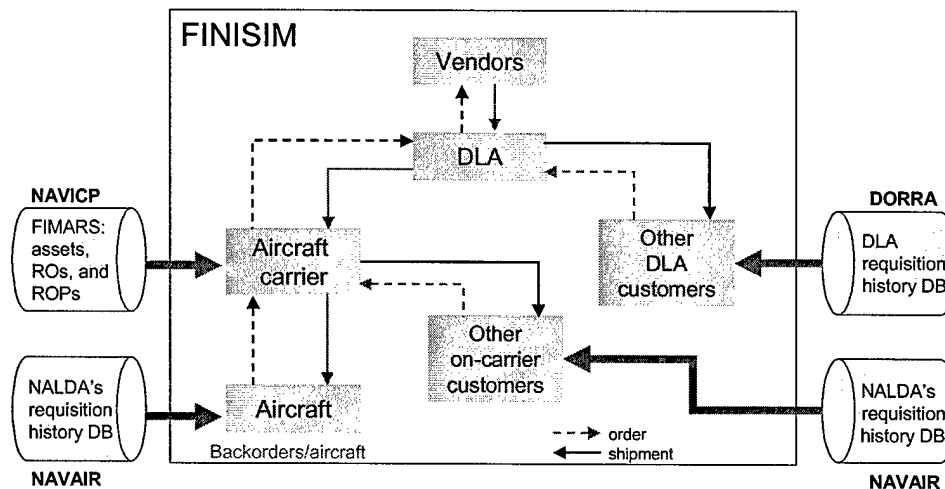 FINISIM
Vendors
DLA
NAVICP
FIMARS:
assets,
ROs, and
ROPs
Aircraft
carrier
Other
DLA
customers
DORRA
DLA
requisition
history DB
Other
on-carrier
customers
NALDA's
requisition
history DB
NAVAIR
Aircraft
Backorders/aircraft
order
shipment
NALDA's
requisition
history DB
NAVAIR